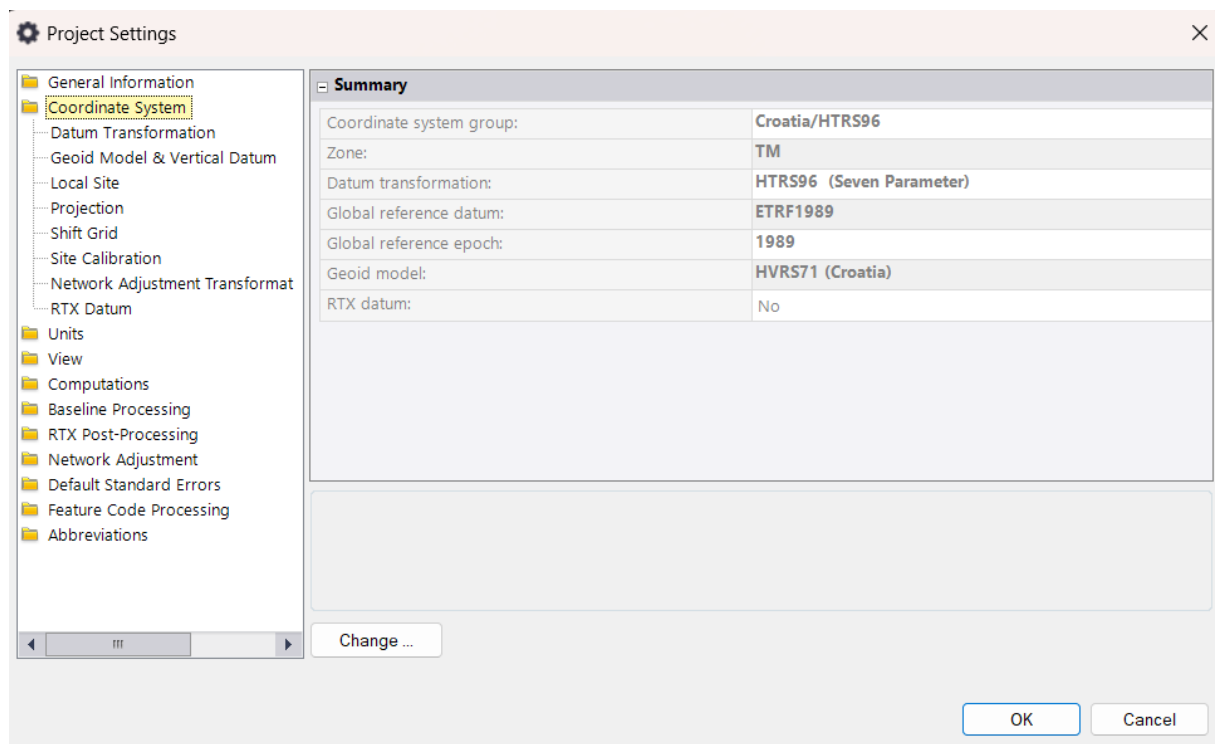 Project Settings
General Information
Coordinate System
Datum Transformation
Geoid Model & Vertical Datum
Local Site
Projection
Shift Grid
Site Calibration
Network Adjustment Transformat
RTX Datum
Units
View
Computations
Baseline Processing
RTX Post-Processing
Network Adjustment
Default Standard Errors
Feature Code Processing
Abbreviations
Summary
Coordinate system group: Croatia/HTRS96
Zone: TM
Datum transformation: HTRS96 (Seven Parameter)
Global reference datum: ETRF1989
Global reference epoch: 1989
Geoid model: HVRS71 (Croatia)
RTX datum: No
Change ...
OK Cancel